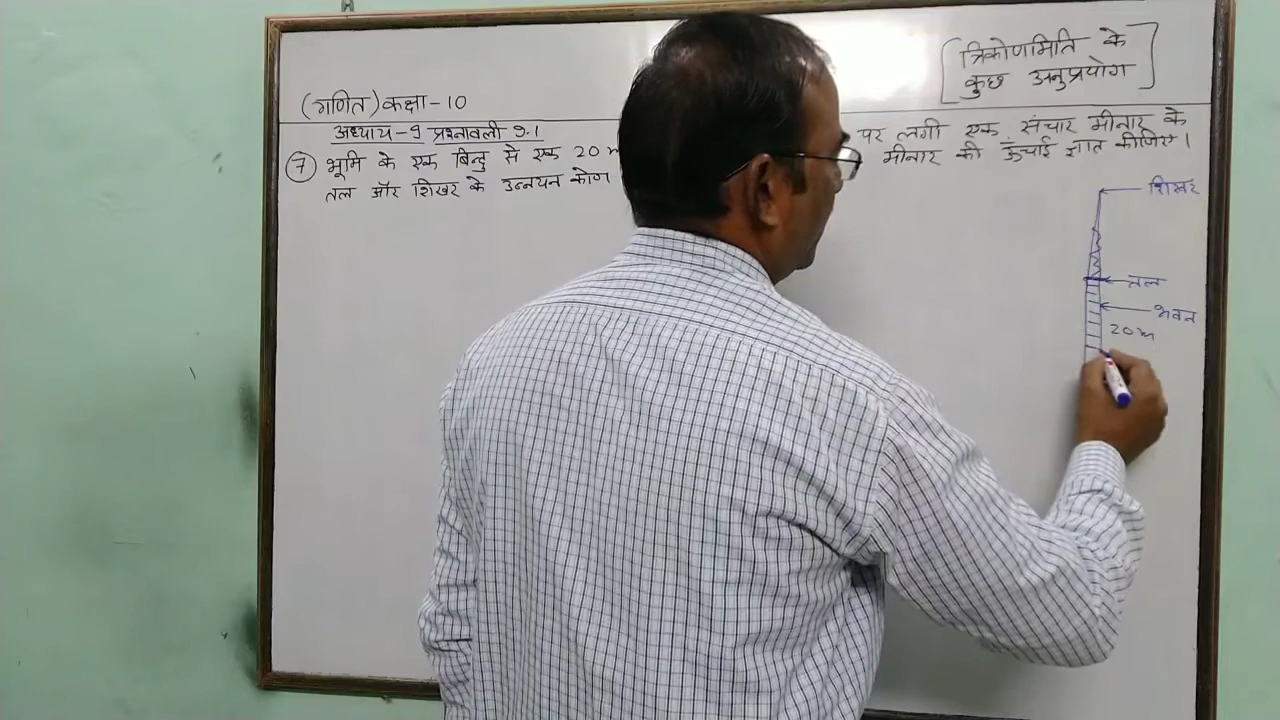 [त्रिकोणमिति के
कुछ अनुप्रयोग]
(गणित) कक्षा-10
अध्याय-9 प्रश्नावली 9.1
7 भूमि के एक बिन्दु से एक 20 m पर लगी एक संचार मीनार के
तल और शिखर के उन्नयन कोण मीनार की ऊंचाई ज्ञात कीजिए।
शिखर
तल
भवन
20m